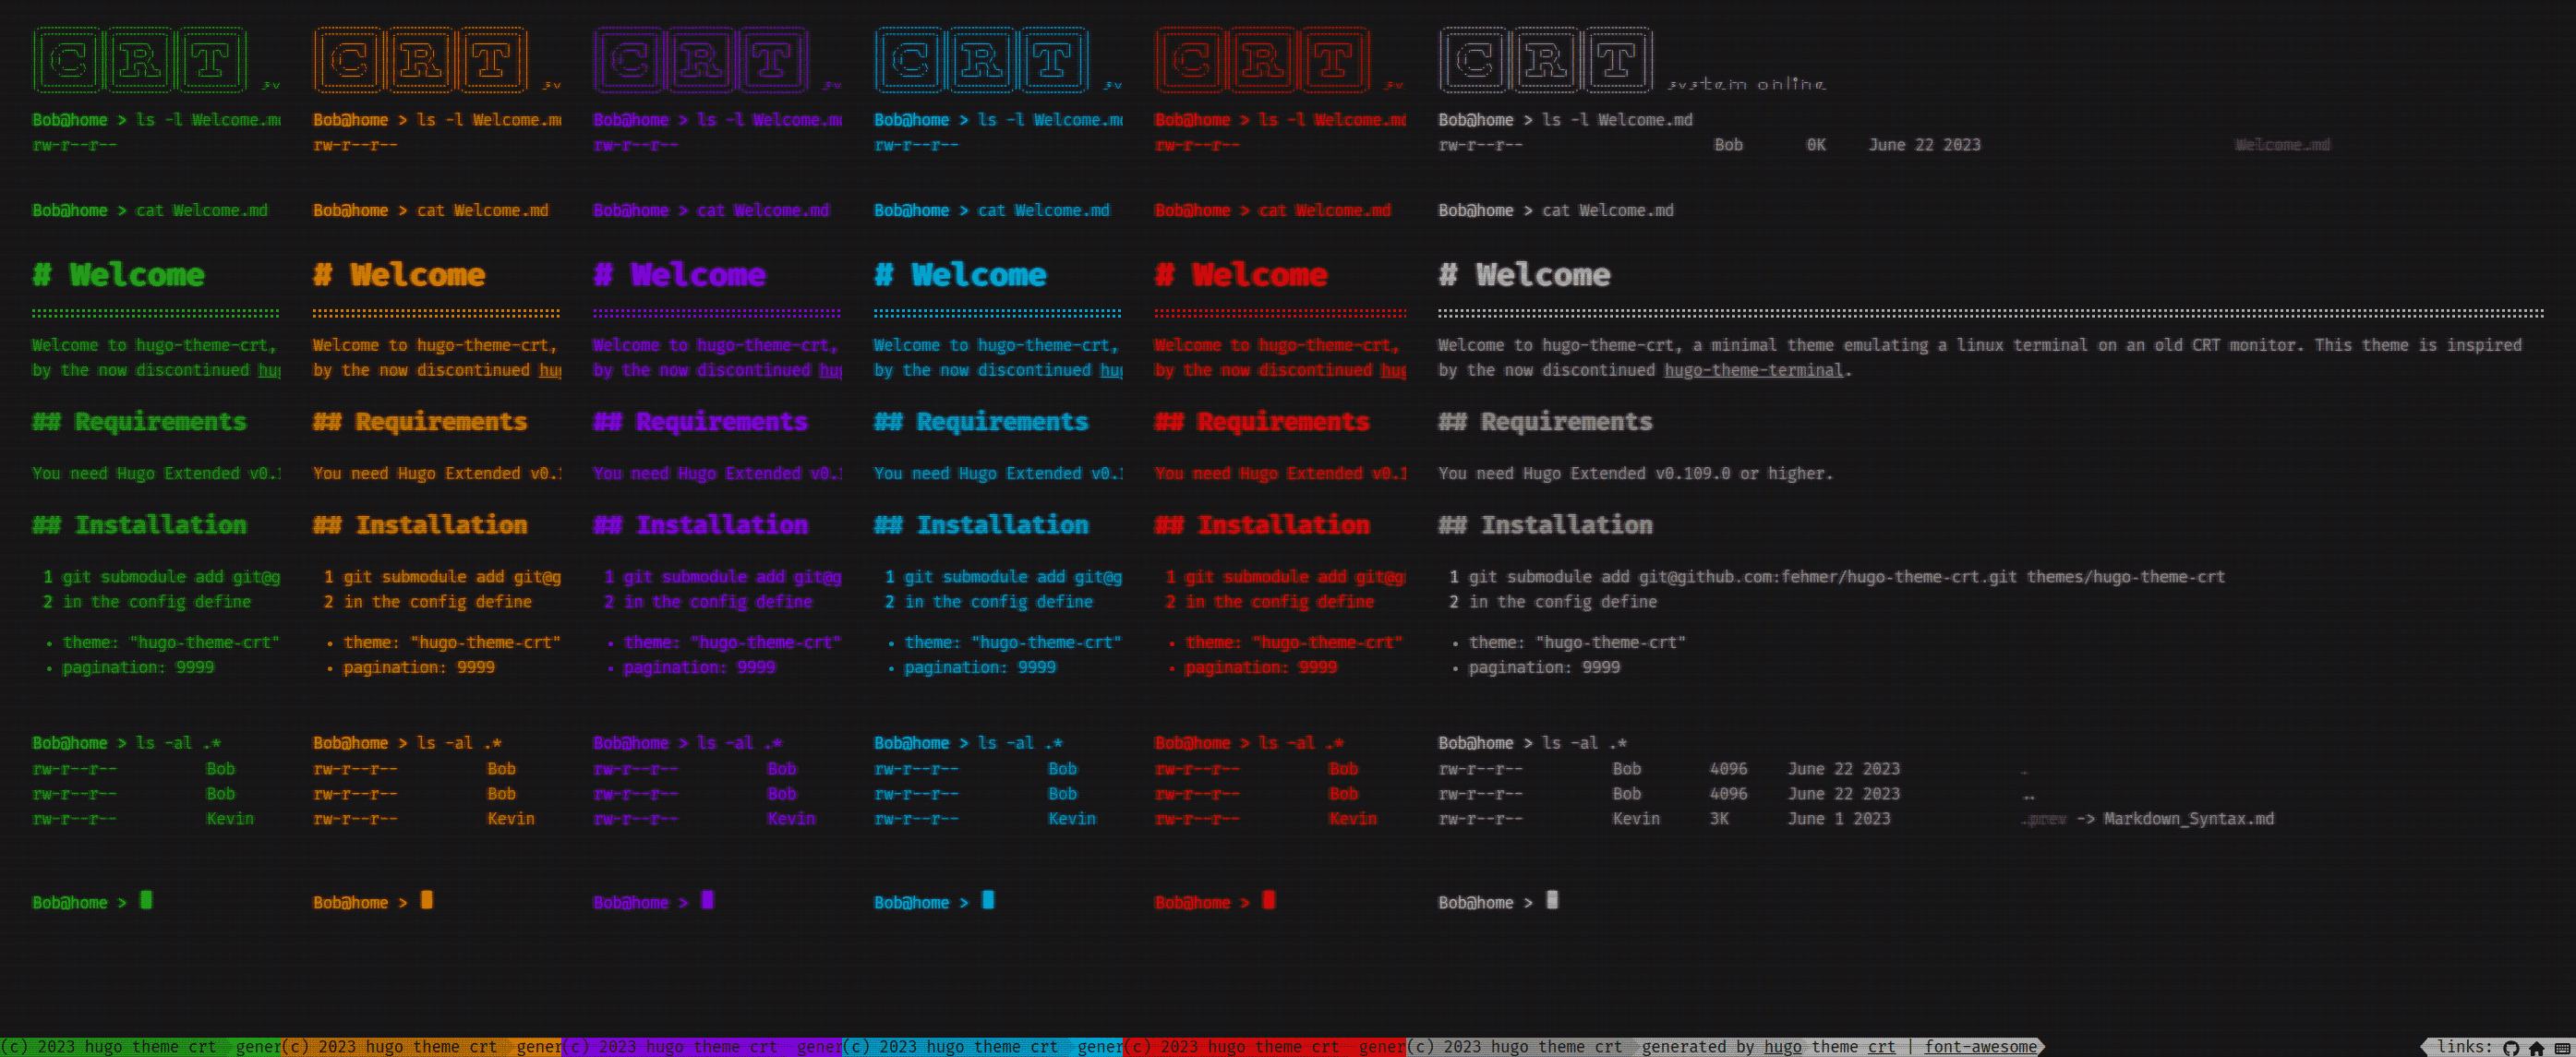 CRT
Bob@home > ls -l Welcome.m
rw-r--r--
Bob@home > cat Welcome.md
# Welcome
Welcome to hugo-theme-crt,
by the now discontinued hu
## Requirements
You need Hugo Extended v0.1
## Installation
1 git submodule add git@g
2 in the config define
• theme: "hugo-theme-crt"
• pagination: 9999
Bob@home > ls -al .*
rw-r--r-- Bob
rw-r--r-- Bob
rw-r--r-- Kevin
Bob@home >
(c) 2023 hugo theme crt gener
CRT
Bob@home > ls -l Welcome.m
rw-r--r--
Bob@home > cat Welcome.md
# Welcome
Welcome to hugo-theme-crt,
by the now discontinued hu
## Requirements
You need Hugo Extended v0.1
## Installation
1 git submodule add git@g
2 in the config define
• theme: "hugo-theme-crt"
• pagination: 9999
Bob@home > ls -al .*
rw-r--r-- Bob
rw-r--r-- Bob
rw-r--r-- Kevin
Bob@home >
(c) 2023 hugo theme crt gener
CRT
Bob@home > ls -l Welcome.m
rw-r--r--
Bob@home > cat Welcome.md
# Welcome
Welcome to hugo-theme-crt,
by the now discontinued hu
## Requirements
You need Hugo Extended v0.1
## Installation
1 git submodule add git@g
2 in the config define
• theme: "hugo-theme-crt"
• pagination: 9999
Bob@home > ls -al .*
rw-r--r-- Bob
rw-r--r-- Bob
rw-r--r-- Kevin
Bob@home >
(c) 2023 hugo theme crt gener
CRT
Bob@home > ls -l Welcome.m
rw-r--r--
Bob@home > cat Welcome.md
# Welcome
Welcome to hugo-theme-crt,
by the now discontinued hu
## Requirements
You need Hugo Extended v0.1
## Installation
1 git submodule add git@g
2 in the config define
• theme: "hugo-theme-crt"
• pagination: 9999
Bob@home > ls -al .*
rw-r--r-- Bob
rw-r--r-- Bob
rw-r--r-- Kevin
Bob@home >
(c) 2023 hugo theme crt gener
CRT
Bob@home > ls -l Welcome.md
rw-r--r--
Bob@home > cat Welcome.md
# Welcome
Welcome to hugo-theme-crt,
by the now discontinued hug
## Requirements
You need Hugo Extended v0.1
## Installation
1 git submodule add git@g
2 in the config define
• theme: "hugo-theme-crt"
• pagination: 9999
Bob@home > ls -al .*
rw-r--r-- Bob
rw-r--r-- Bob
rw-r--r-- Kevin
Bob@home >
(c) 2023 hugo theme crt gener
CRT system online
Bob@home > ls -l Welcome.md
rw-r--r-- Bob 0K June 22 2023 Welcome.md
Bob@home > cat Welcome.md
# Welcome
Welcome to hugo-theme-crt, a minimal theme emulating a linux terminal on an old CRT monitor. This theme is inspired
by the now discontinued hugo-theme-terminal.
## Requirements
You need Hugo Extended v0.109.0 or higher.
## Installation
1 git submodule add git@github.com:fehmer/hugo-theme-crt.git themes/hugo-theme-crt
2 in the config define
• theme: "hugo-theme-crt"
• pagination: 9999
Bob@home > ls -al .*
rw-r--r-- Bob 4096 June 22 2023 .
rw-r--r-- Bob 4096 June 22 2023 ..
rw-r--r-- Kevin 3K June 1 2023 .prev -> Markdown_Syntax.md
Bob@home >
(c) 2023 hugo theme crt generated by hugo theme crt | font-awesome links: